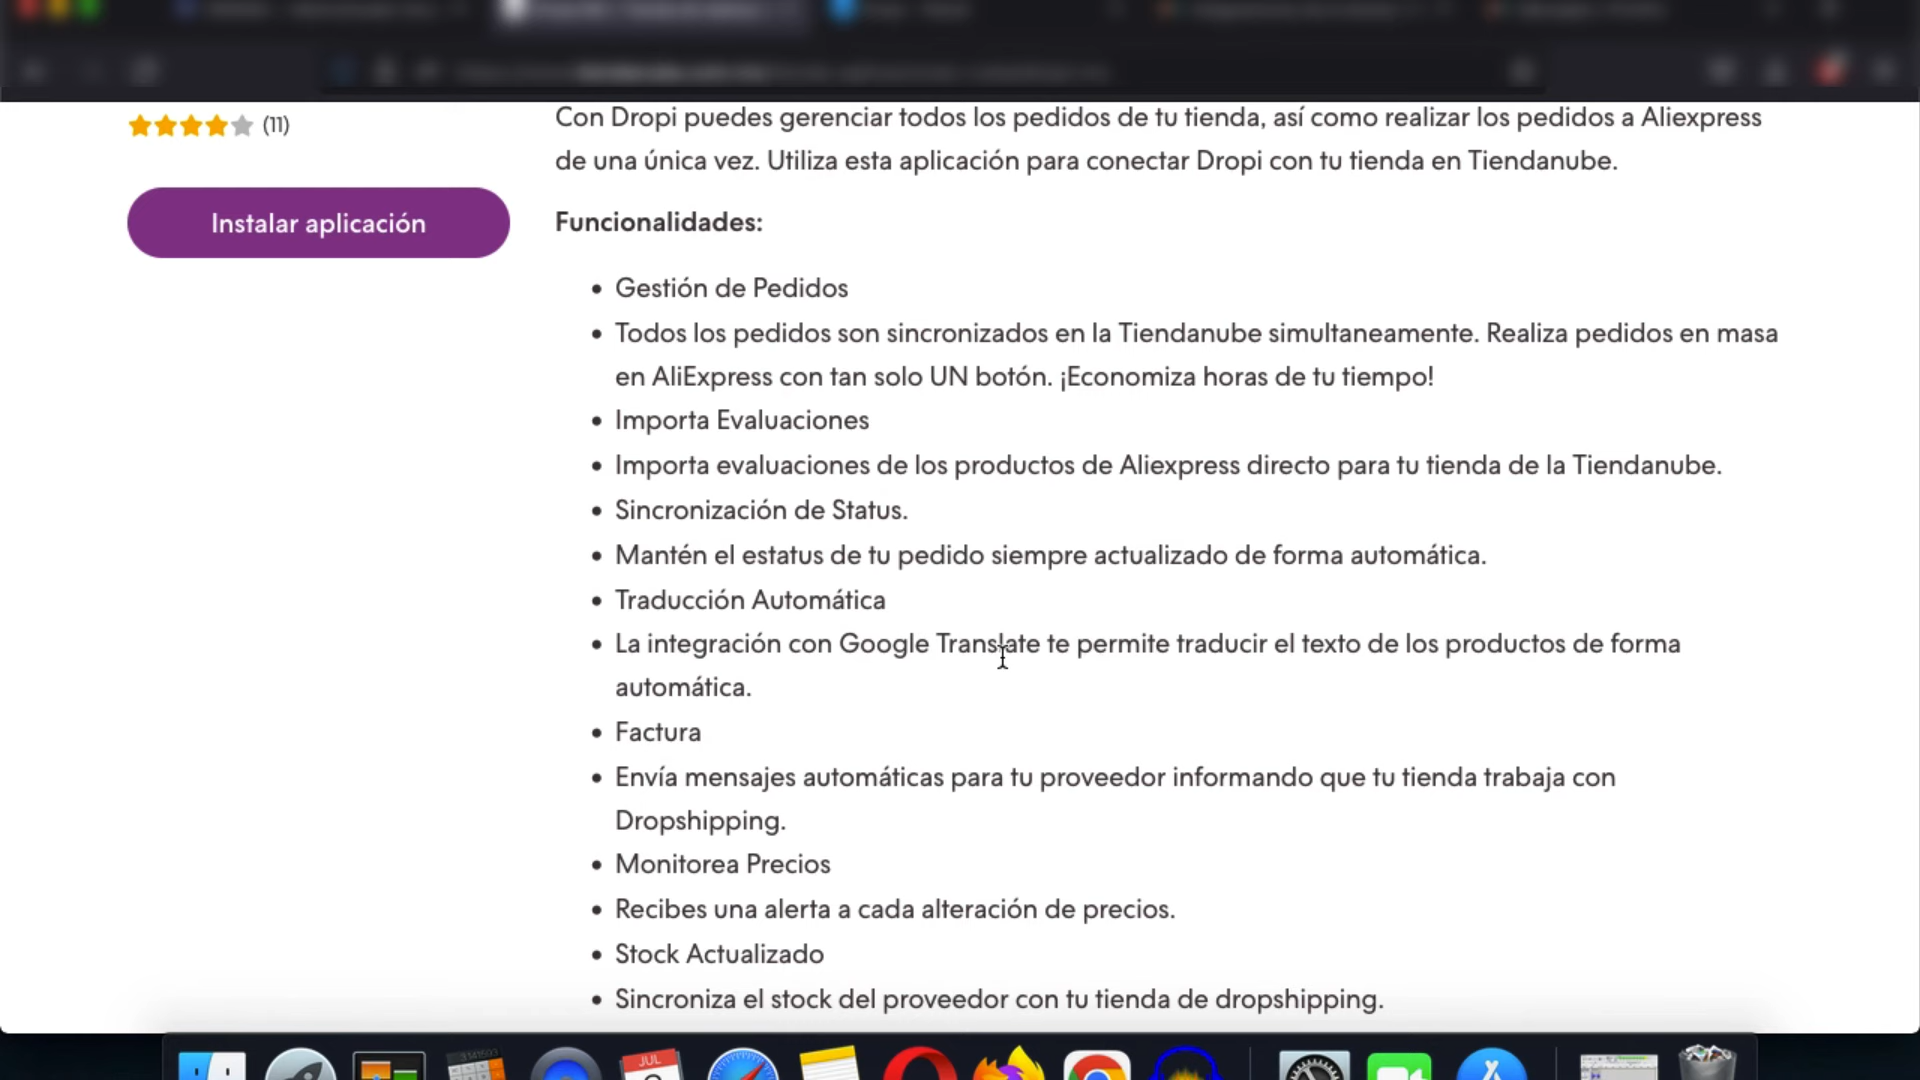 (11)
Instalar aplicación
Con Dropi puedes gerenciar todos los pedidos de tu tienda, así como realizar los pedidos a Aliexpress
de una única vez. Utiliza esta aplicación para conectar Dropi con tu tienda en Tiendanube.
Funcionalidades:
• Gestión de Pedidos
• Todos los pedidos son sincronizados en la Tiendanube simultaneamente. Realiza pedidos en masa
en AliExpress con tan solo UN botón. ¡Economiza horas de tu tiempo!
• Importa Evaluaciones
• Importa evaluaciones de los productos de Aliexpress directo para tu tienda de la Tiendanube.
• Sincronización de Status.
• Mantén el estatus de tu pedido siempre actualizado de forma automática.
• Traducción Automática
• La integración con Google Translate te permite traducir el texto de los productos de forma
automática.
• Factura
• Envía mensajes automáticas para tu proveedor informando que tu tienda trabaja con
Dropshipping.
• Monitorea Precios
• Recibes una alerta a cada alteración de precios.
• Stock Actualizado
• Sincroniza el stock del proveedor con tu tienda de dropshipping.
JUL